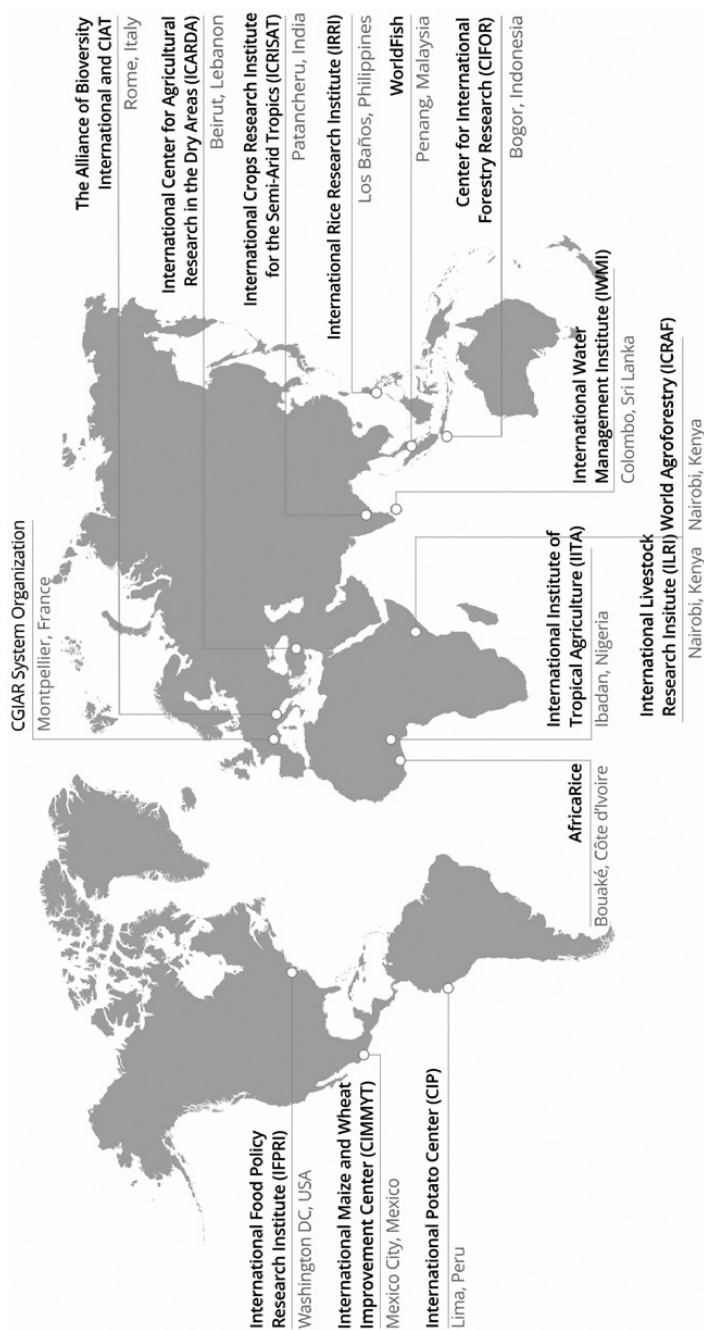 CGIAR System Organization
Montpellier, France
The Alliance of Bioversity
International and CIAT
Rome, Italy
International Center for Agricultural
Research in the Dry Areas (ICARDA)
Beirut, Lebanon
International Crops Research Institute
for the Semi-Arid Tropics (ICRISAT)
Patancheru, India
International Rice Research Institute (IRRI)
Los Baños, Philippines
WorldFish
Penang, Malaysia
Center for International
Forestry Research (CIFOR)
Bogor, Indonesia
International Food Policy
Research Institute (IFPRI)
Washington DC, USA
International Maize and Wheat
Improvement Center (CIMMYT)
Mexico City, Mexico
International Potato Center (CIP)
Lima, Peru
AfricaRice
Bouaké, Côte d'Ivoire
International Institute of
Tropical Agriculture (IITA)
Ibadan, Nigeria
International Water
Management Institute (IWMI)
Colombo, Sri Lanka
International Livestock
Research Insitute (ILRI)
Nairobi, Kenya
World Agroforestry (ICRAF)
Nairobi, Kenya